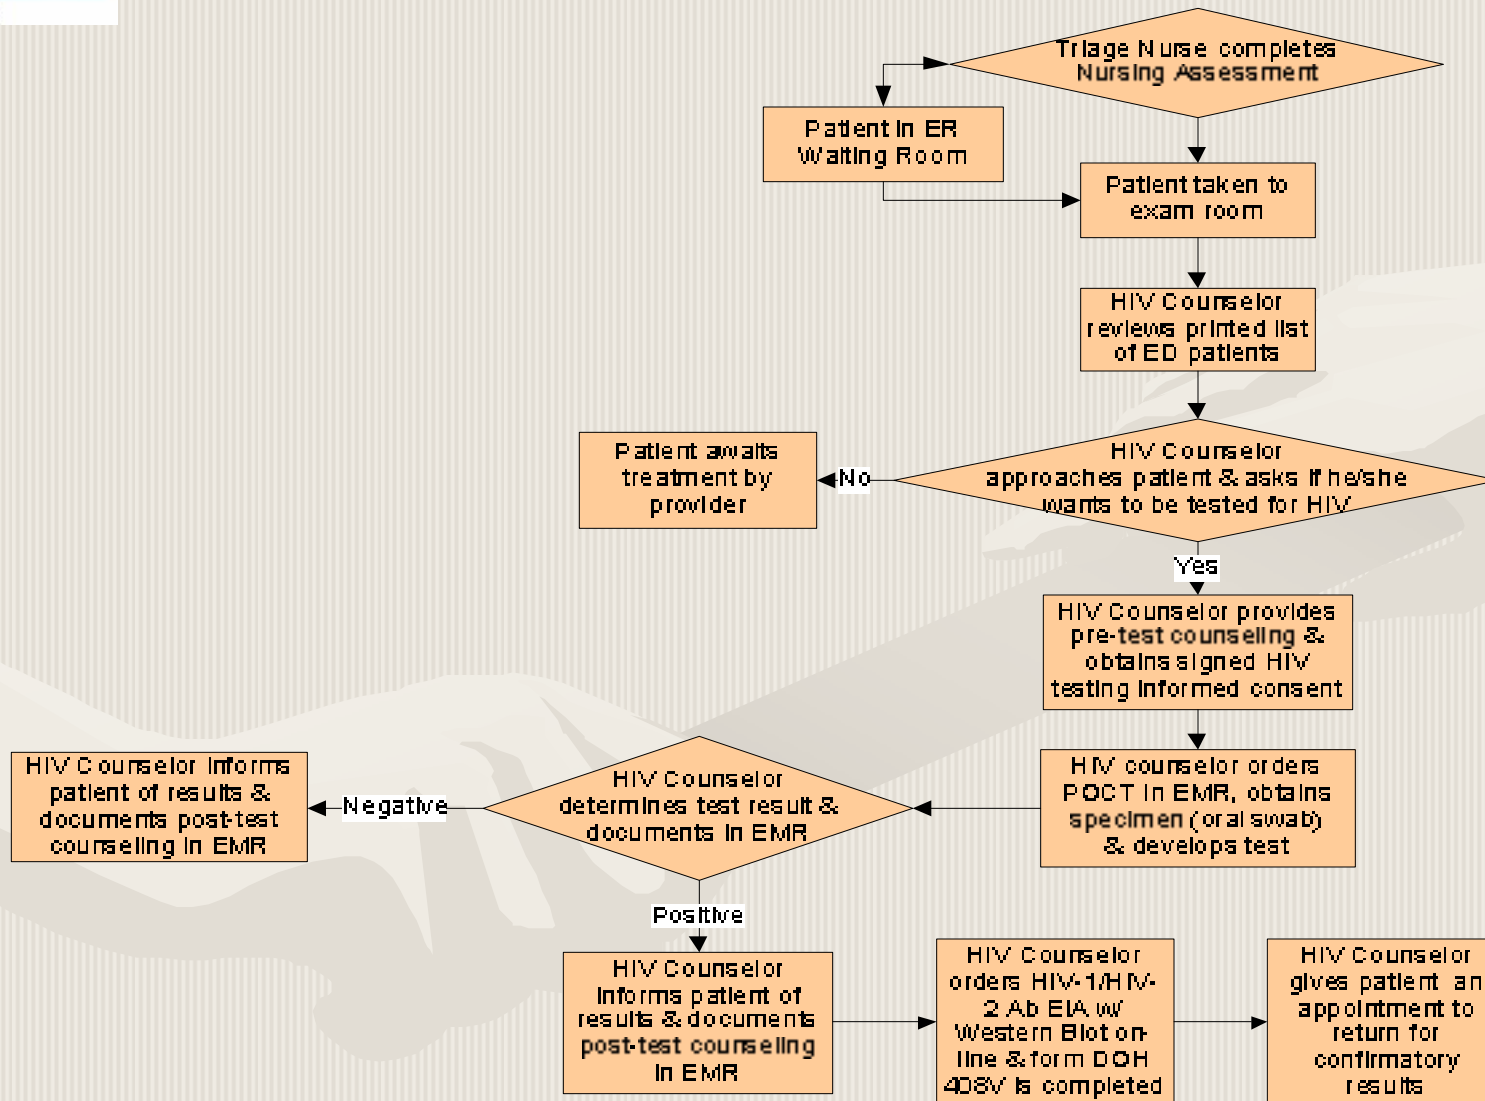 Triage Nurse completes
Nursing Assessment
Patient in ER
Waiting Room
Patient taken to
exam room
HIV Counselor
reviews printed list
of ED patients
HIV Counselor
approaches patient & asks if he/she
wants to be tested for HIV
No
Patient awaits
treatment by
provider
Yes
HIV Counselor provides
pre-test counseling &
obtains signed HIV
testing informed consent
HIV counselor orders
POCT in EMR, obtains
specimen (oral swab)
& develops test
HIV Counselor
determines test result &
documents in EMR
Negative
HIV Counselor informs
patient of results &
documents post-test
counseling in EMR
Positive
HIV Counselor
informs patient of
results & documents
post-test counseling
in EMR
HIV Counselor
orders HIV-1/HIV-
2 Ab EIA w/
Western Blot on-
line & form DOH
408V is completed
HIV Counselor
gives patient an
appointment to
return for
confirmatory
results